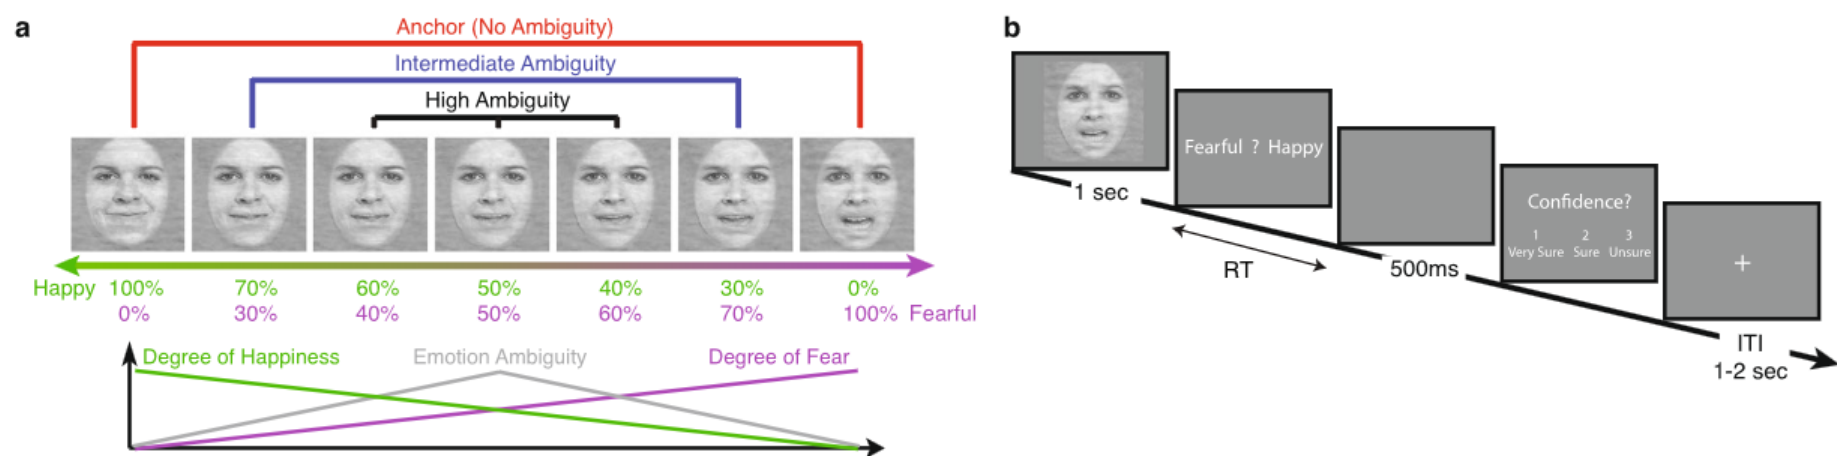 a
Anchor (No Ambiguity)
Intermediate Ambiguity
High Ambiguity
Happy 100% 70% 60% 50% 40% 30% 0%
0% 30% 40% 50% 60% 70% 100% Fearful
Degree of Happiness Emotion Ambiguity Degree of Fear
b
Fearful ? Happy
1 sec
RT
500ms
Confidence?
1 2 3
Very Sure Sure Unsure
+
ITI
1-2 sec